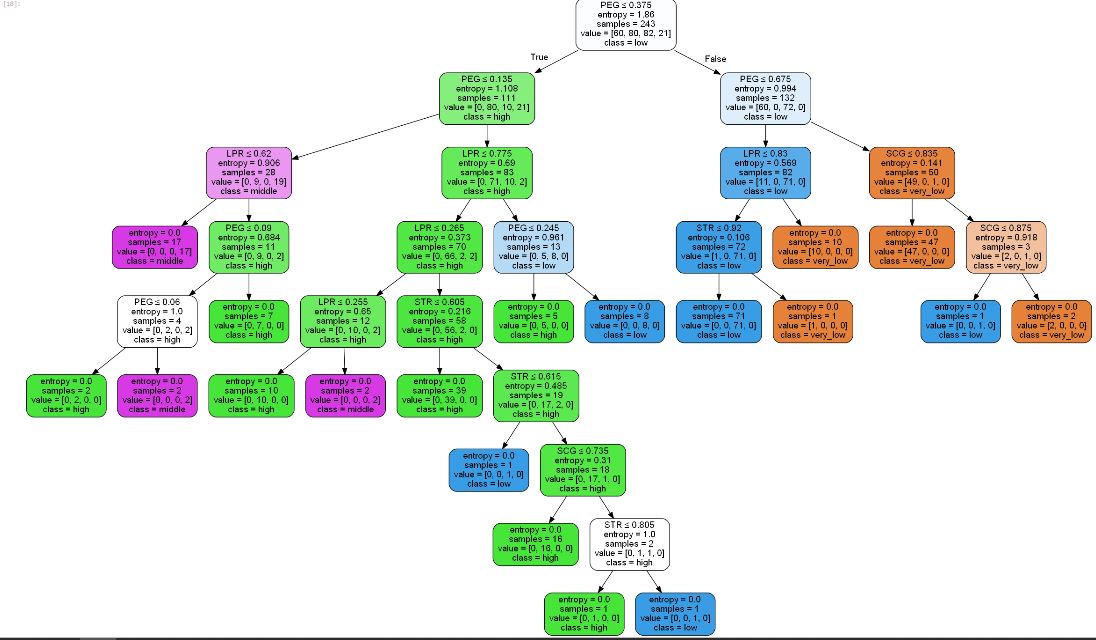 [18]:
PEG ≤ 0.375
entropy = 1.86
samples = 243
value = [60, 80, 82, 21]
class = low
True
False
PEG ≤ 0.135
entropy = 1.108
samples = 111
value = [0, 80, 10, 21]
class = high
PEG ≤ 0.675
entropy = 0.994
samples = 132
value = [60, 0, 72, 0]
class = low
LPR ≤ 0.62
entropy = 0.906
samples = 28
value = [0, 9, 0, 19]
class = middle
LPR ≤ 0.775
entropy = 0.69
samples = 83
value = [0, 71, 10, 2]
class = high
LPR ≤ 0.83
entropy = 0.569
samples = 82
value = [11, 0, 71, 0]
class = low
SCG ≤ 0.835
entropy = 0.141
samples = 50
value = [49, 0, 1, 0]
class = very_low
entropy = 0.0
samples = 17
value = [0, 0, 0, 17]
class = middle
PEG ≤ 0.09
entropy = 0.684
samples = 11
value = [0, 9, 0, 2]
class = high
LPR ≤ 0.265
entropy = 0.373
samples = 70
value = [0, 66, 2, 2]
class = high
PEG ≤ 0.245
entropy = 0.961
samples = 13
value = [0, 5, 8, 0]
class = low
STR ≤ 0.92
entropy = 0.106
samples = 72
value = [1, 0, 71, 0]
class = low
entropy = 0.0
samples = 10
value = [10, 0, 0, 0]
class = very_low
entropy = 0.0
samples = 47
value = [47, 0, 0, 0]
class = very_low
SCG ≤ 0.875
entropy = 0.918
samples = 3
value = [2, 0, 1, 0]
class = very_low
PEG ≤ 0.06
entropy = 1.0
samples = 4
value = [0, 2, 0, 2]
class = high
entropy = 0.0
samples = 7
value = [0, 7, 0, 0]
class = high
LPR ≤ 0.255
entropy = 0.65
samples = 12
value = [0, 10, 0, 2]
class = high
STR ≤ 0.605
entropy = 0.216
samples = 58
value = [0, 56, 2, 0]
class = high
entropy = 0.0
samples = 5
value = [0, 5, 0, 0]
class = high
entropy = 0.0
samples = 8
value = [0, 0, 8, 0]
class = low
entropy = 0.0
samples = 71
value = [0, 0, 71, 0]
class = low
entropy = 0.0
samples = 1
value = [1, 0, 0, 0]
class = very_low
entropy = 0.0
samples = 1
value = [0, 0, 1, 0]
class = low
entropy = 0.0
samples = 2
value = [2, 0, 0, 0]
class = very_low
entropy = 0.0
samples = 2
value = [0, 2, 0, 0]
class = high
entropy = 0.0
samples = 2
value = [0, 0, 0, 2]
class = middle
entropy = 0.0
samples = 10
value = [0, 10, 0, 0]
class = high
entropy = 0.0
samples = 2
value = [0, 0, 0, 2]
class = middle
entropy = 0.0
samples = 39
value = [0, 39, 0, 0]
class = high
STR ≤ 0.615
entropy = 0.485
samples = 19
value = [0, 17, 2, 0]
class = high
entropy = 0.0
samples = 1
value = [0, 0, 1, 0]
class = low
SCG ≤ 0.735
entropy = 0.31
samples = 18
value = [0, 17, 1, 0]
class = high
entropy = 0.0
samples = 16
value = [0, 16, 0, 0]
class = high
STR ≤ 0.805
entropy = 1.0
samples = 2
value = [0, 1, 1, 0]
class = high
entropy = 0.0
samples = 1
value = [0, 1, 0, 0]
class = high
entropy = 0.0
samples = 1
value = [0, 0, 1, 0]
class = low